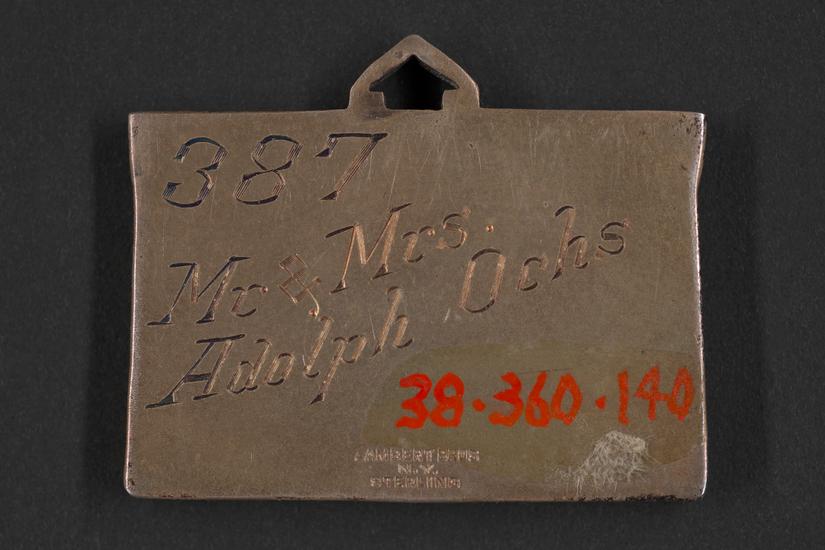 387
Mr & Mrs.
Adolph Ochs
38·360·140
LAMBERT BROS
N.Y.
STERLING